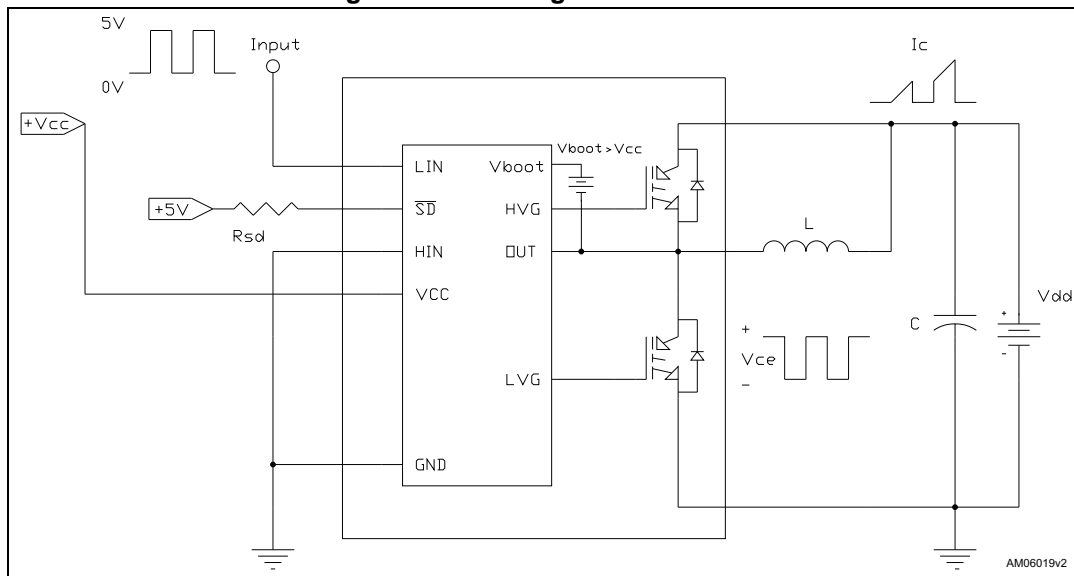 5V
0V
Input
Ic
+Vcc
Vboot>Vcc
LIN
Vboot
+5V
Rsd
SD
HVG
HIN
OUT
L
VCC
Vdd
+
C
+
Vce
-
-
LVG
GND
AM06019v2